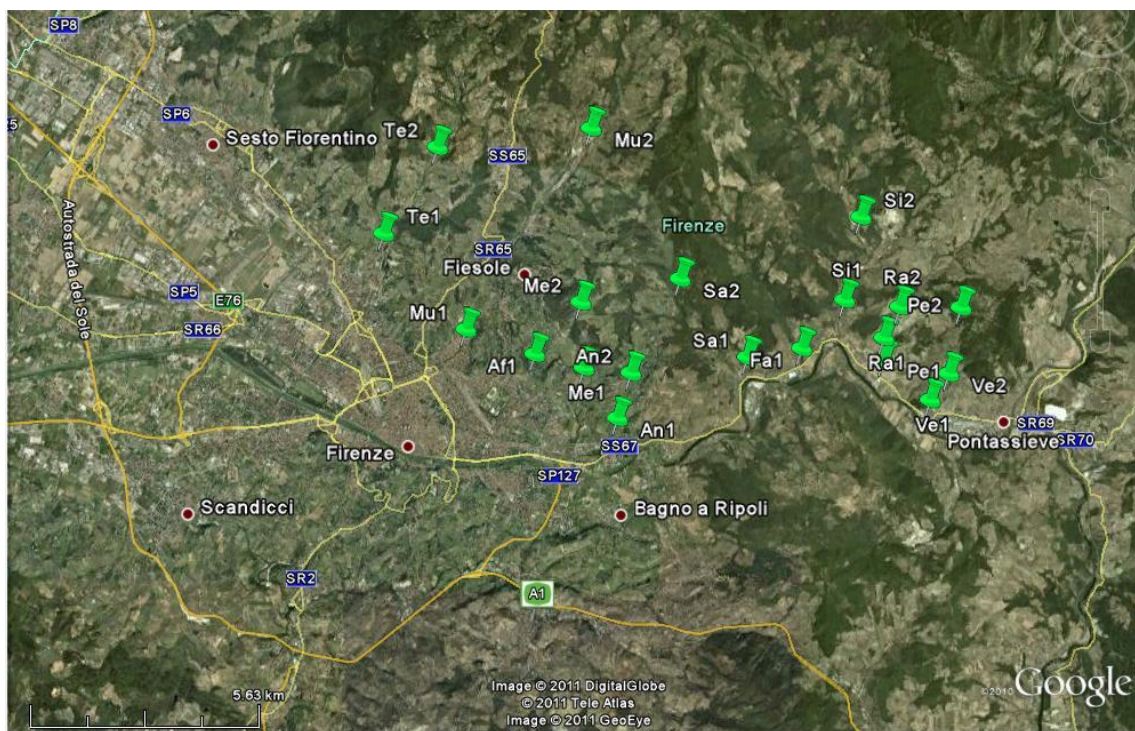 SP8
SP6
Sesto Fiorentino
Te2
Mu2
SS65
Autostrada del Sole
Te1
Firenze
Si2
SR65
Fiesole
Me2
Sa2
Si1
Ra2
Pe2
SP5
E76
SR66
Mu1
Af1
An2
Me1
Sa1
Fa1
Ra1
Pe1
Ve2
An1
Ve1
SS67
SR69
Pontassieve
SR70
Firenze
SP127
Scandicci
Bagno a Ripoli
SR2
A1
5.63 km
Image © 2011 DigitalGlobe
© 2011 Tele Atlas
Image © 2011 GeoEye
©2010 Google